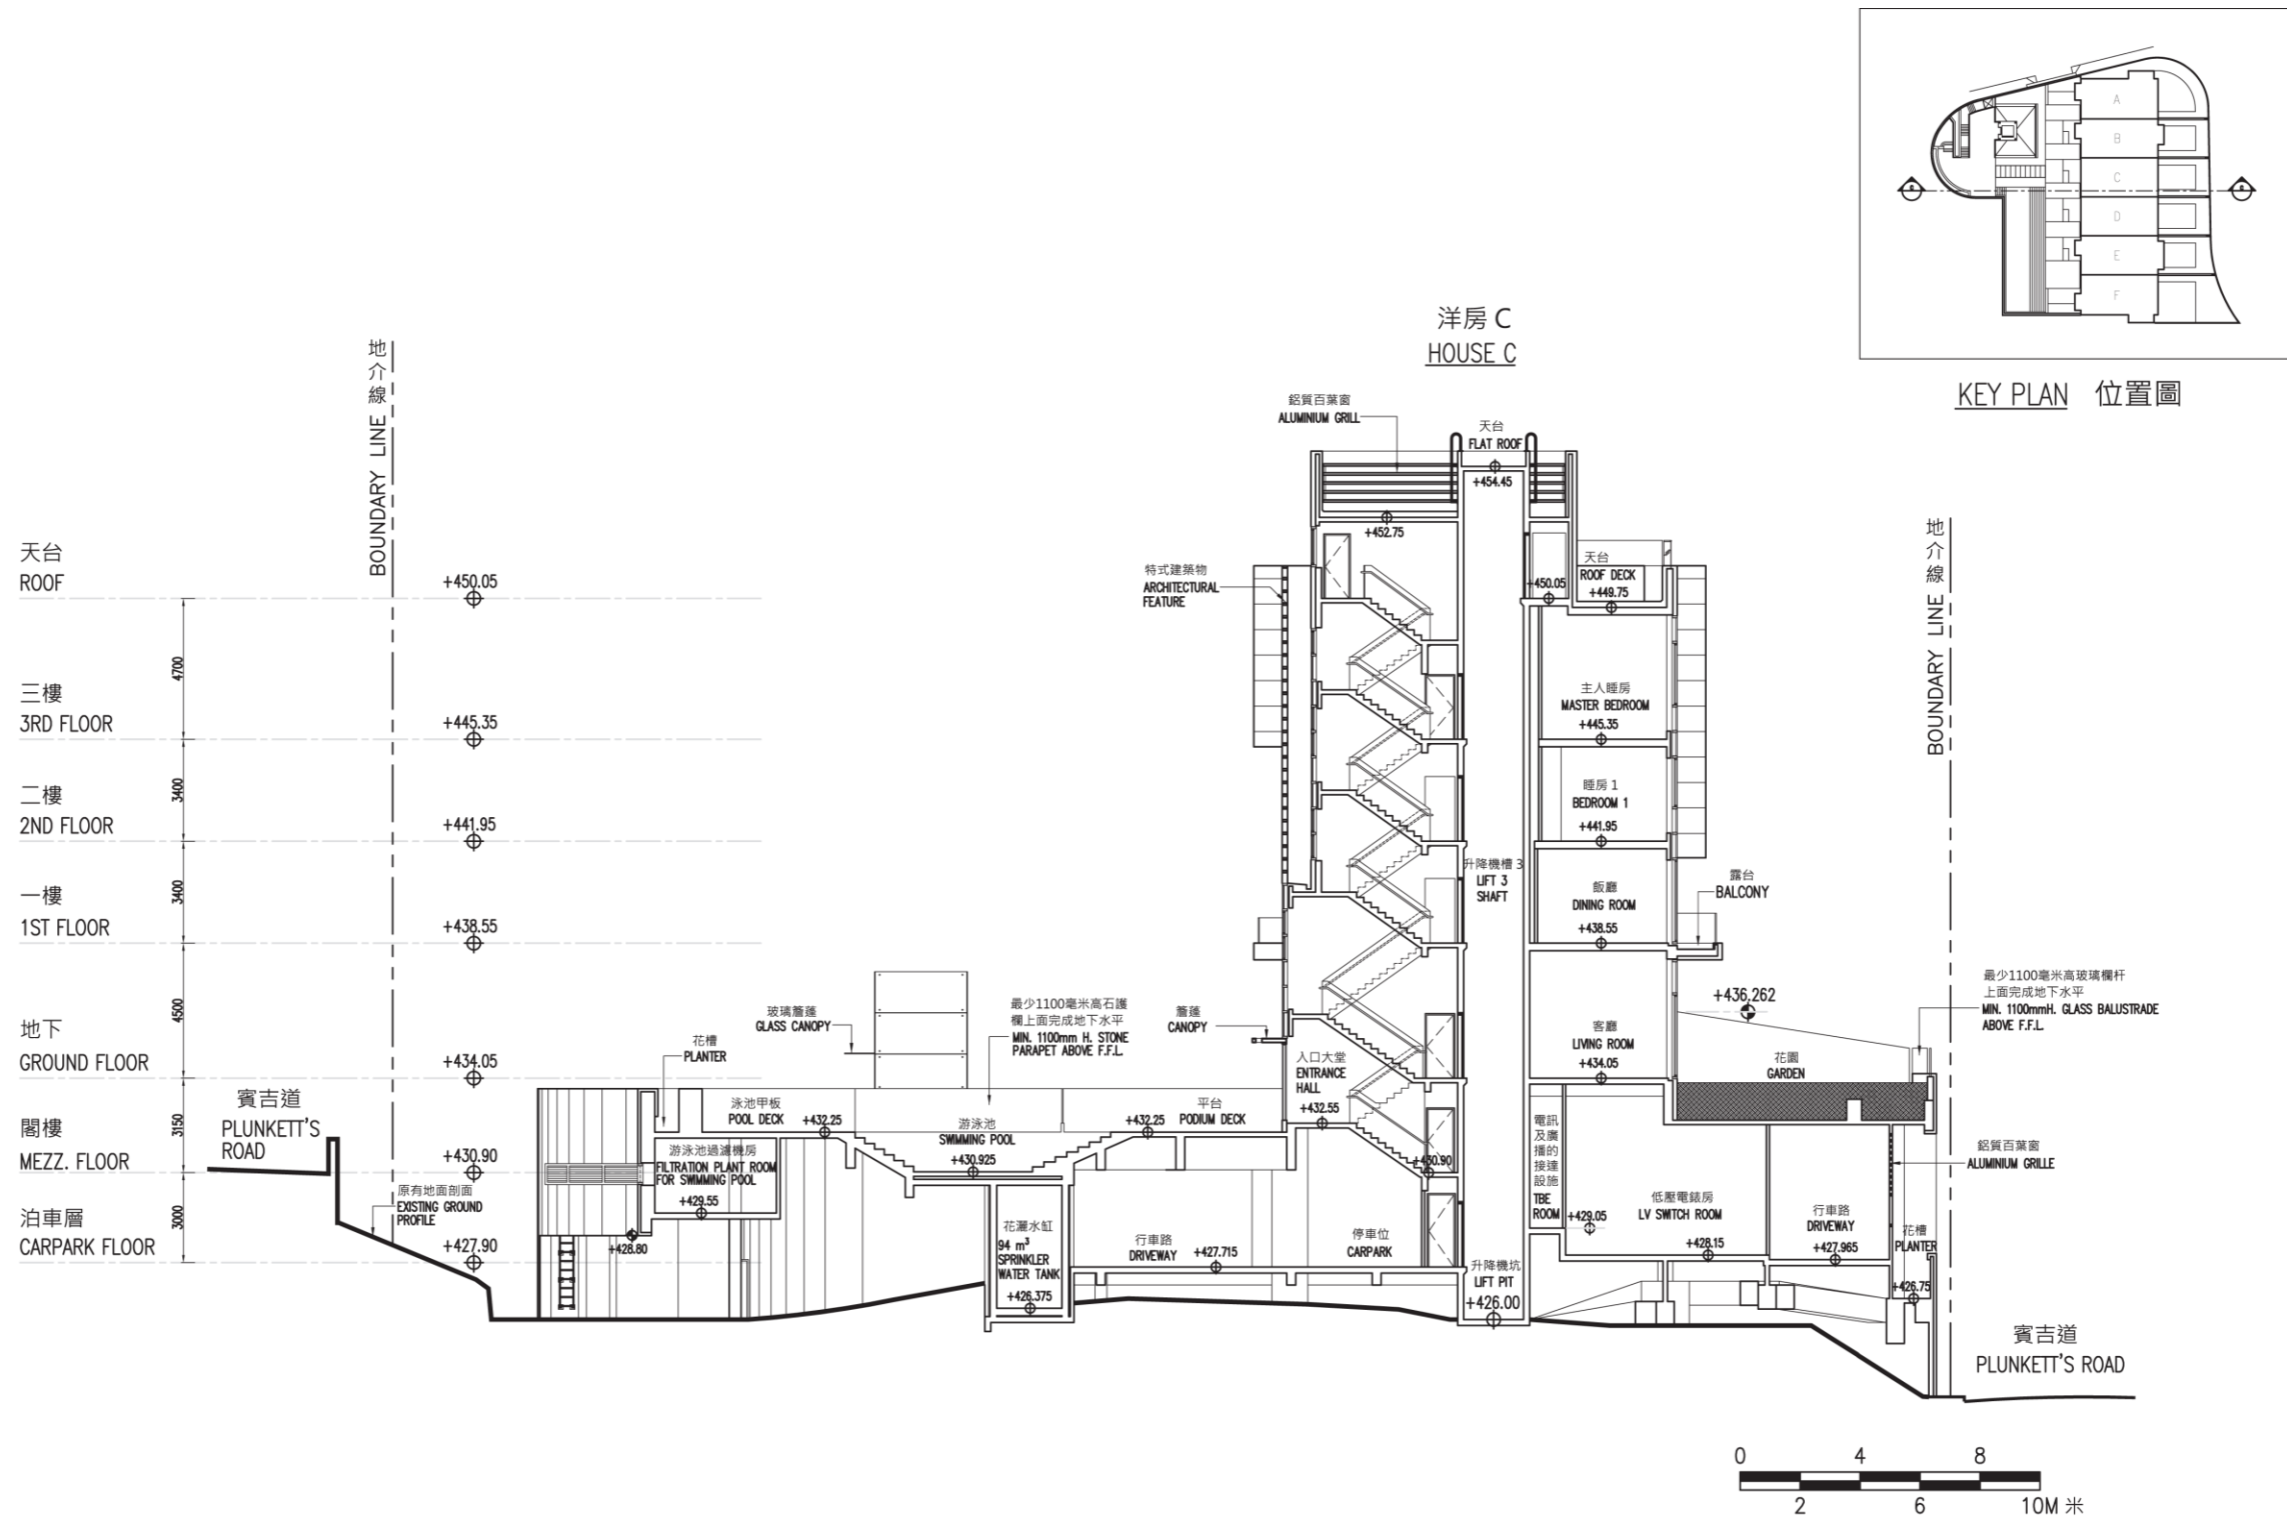 A
B
C
D
E
F
KEY PLAN 位置圖
洋房 C
HOUSE C
地介線 BOUNDARY LINE
鋁質百葉窗
ALUMINIUM GRILL
天台
FLAT ROOF
+454.45
+452.75
特式建築物
ARCHITECTURAL
FEATURE
天台
ROOF DECK
+449.75
+450.05
地介線 BOUNDARY LINE
天台
ROOF
+450.05
4700
三樓
3RD FLOOR
+445.35
3400
二樓
2ND FLOOR
+441.95
3400
一樓
1ST FLOOR
+438.55
4500
地下
GROUND FLOOR
+434.05
3150
閣樓
MEZZ. FLOOR
+430.90
3000
泊車層
CARPARK FLOOR
+427.90
主人睡房
MASTER BEDROOM
+445.35
睡房 1
BEDROOM 1
+441.95
升降機槽 3
LIFT 3
SHAFT
飯廳
DINING ROOM
+438.55
露台
BALCONY
客廳
LIVING ROOM
+434.05
+436.262
花園
GARDEN
最少1100毫米高玻璃欄杆
上面完成地下水平
MIN. 1100mmH. GLASS BALUSTRADE
ABOVE F.F.L.
賓吉道
PLUNKETT'S
ROAD
原有地面剖面
EXISTING GROUND
PROFILE
花槽
PLANTER
玻璃簷蓬
GLASS CANOPY
最少1100毫米高石護
欄上面完成地下水平
MIN. 1100mm H. STONE
PARAPET ABOVE F.F.L.
簷蓬
CANOPY
入口大堂
ENTRANCE
HALL
+432.55
泳池甲板
POOL DECK
+432.25
游泳池
SWIMMING POOL
+430.925
平台
PODIUM DECK
+432.25
游泳池過濾機房
FILTRATION PLANT ROOM
FOR SWIMMING POOL
+429.55
+428.80
花灑水缸
94 m³
SPRINKLER
WATER TANK
+426.375
行車路
DRIVEWAY
+427.715
停車位
CARPARK
+430.90
升降機坑
LIFT PIT
+426.00
電訊及廣播的接達設施
TBE
ROOM
+429.05
低壓電錶房
LV SWITCH ROOM
+428.15
行車路
DRIVEWAY
+427.965
鋁質百葉窗
ALUMINIUM GRILLE
花槽
PLANTER
+426.75
賓吉道
PLUNKETT'S ROAD
0 4 8
2 6 10M 米